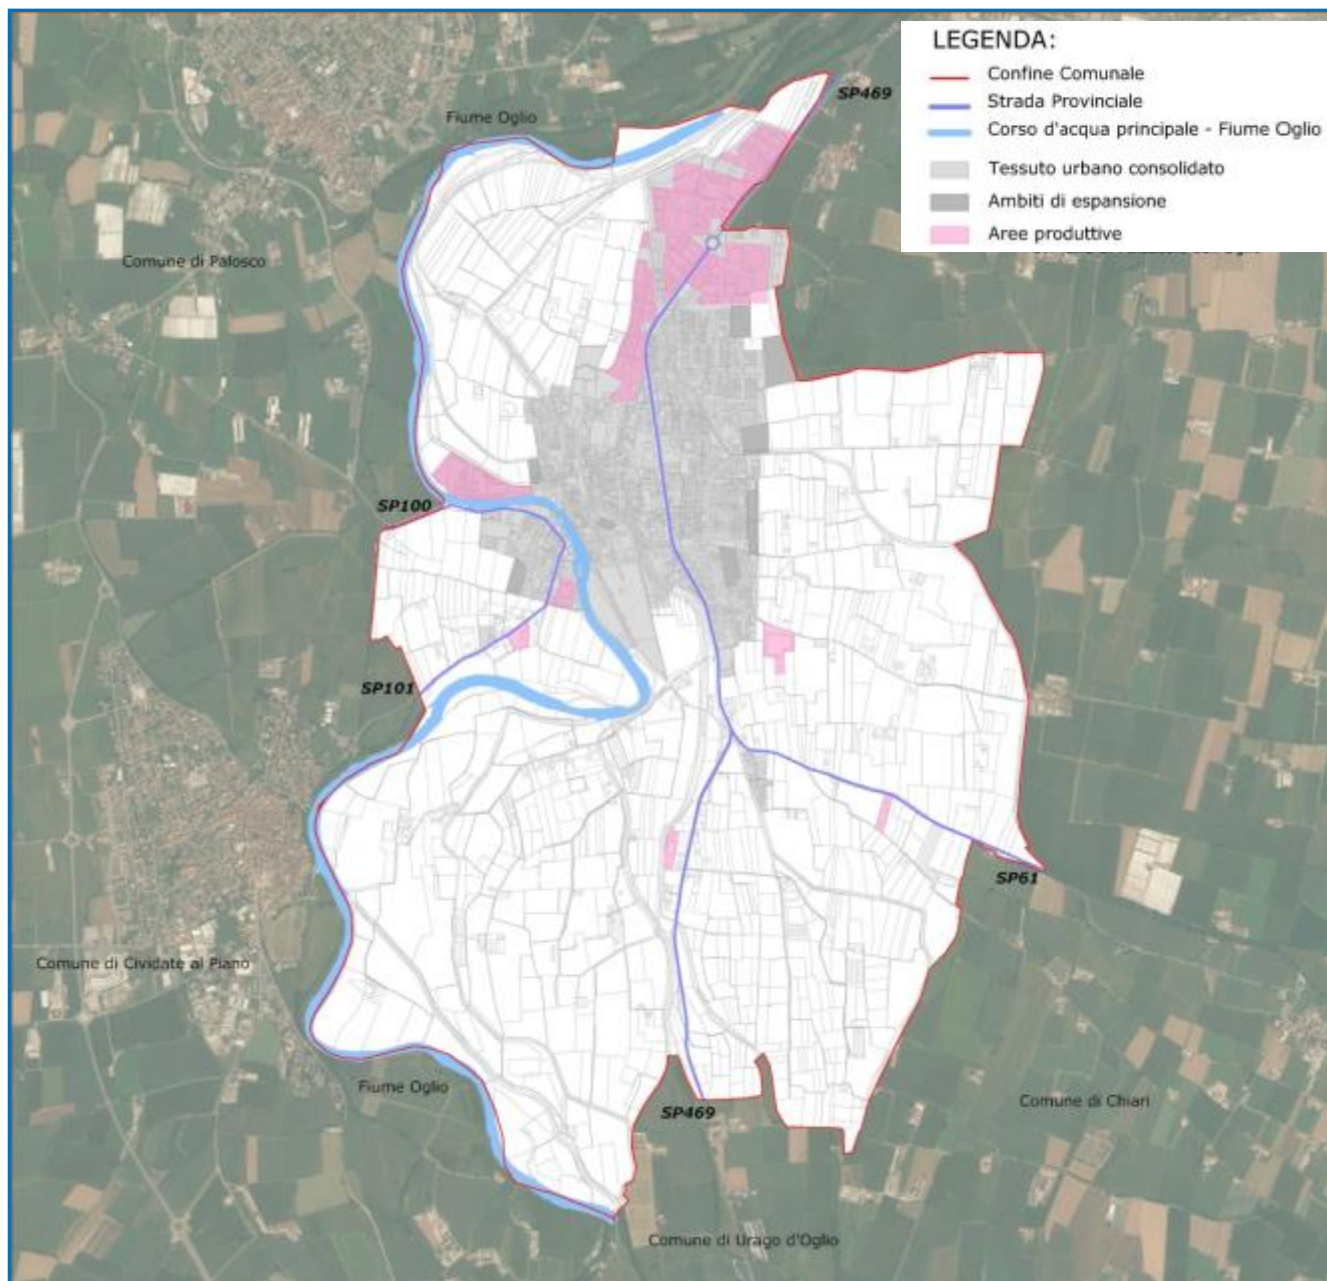 LEGENDA:
Confine Comunale
Strada Provinciale
Corso d'acqua principale - Fiume Oglio
Tessuto urbano consolidato
Ambiti di espansione
Aree produttive
SP469
Fiume Oglio
Comune di Palosco
SP100
SP101
SP61
Comune di Cividate al Piano
Fiume Oglio
SP469
Comune di Chiari
Comune di Urago d'Oglio